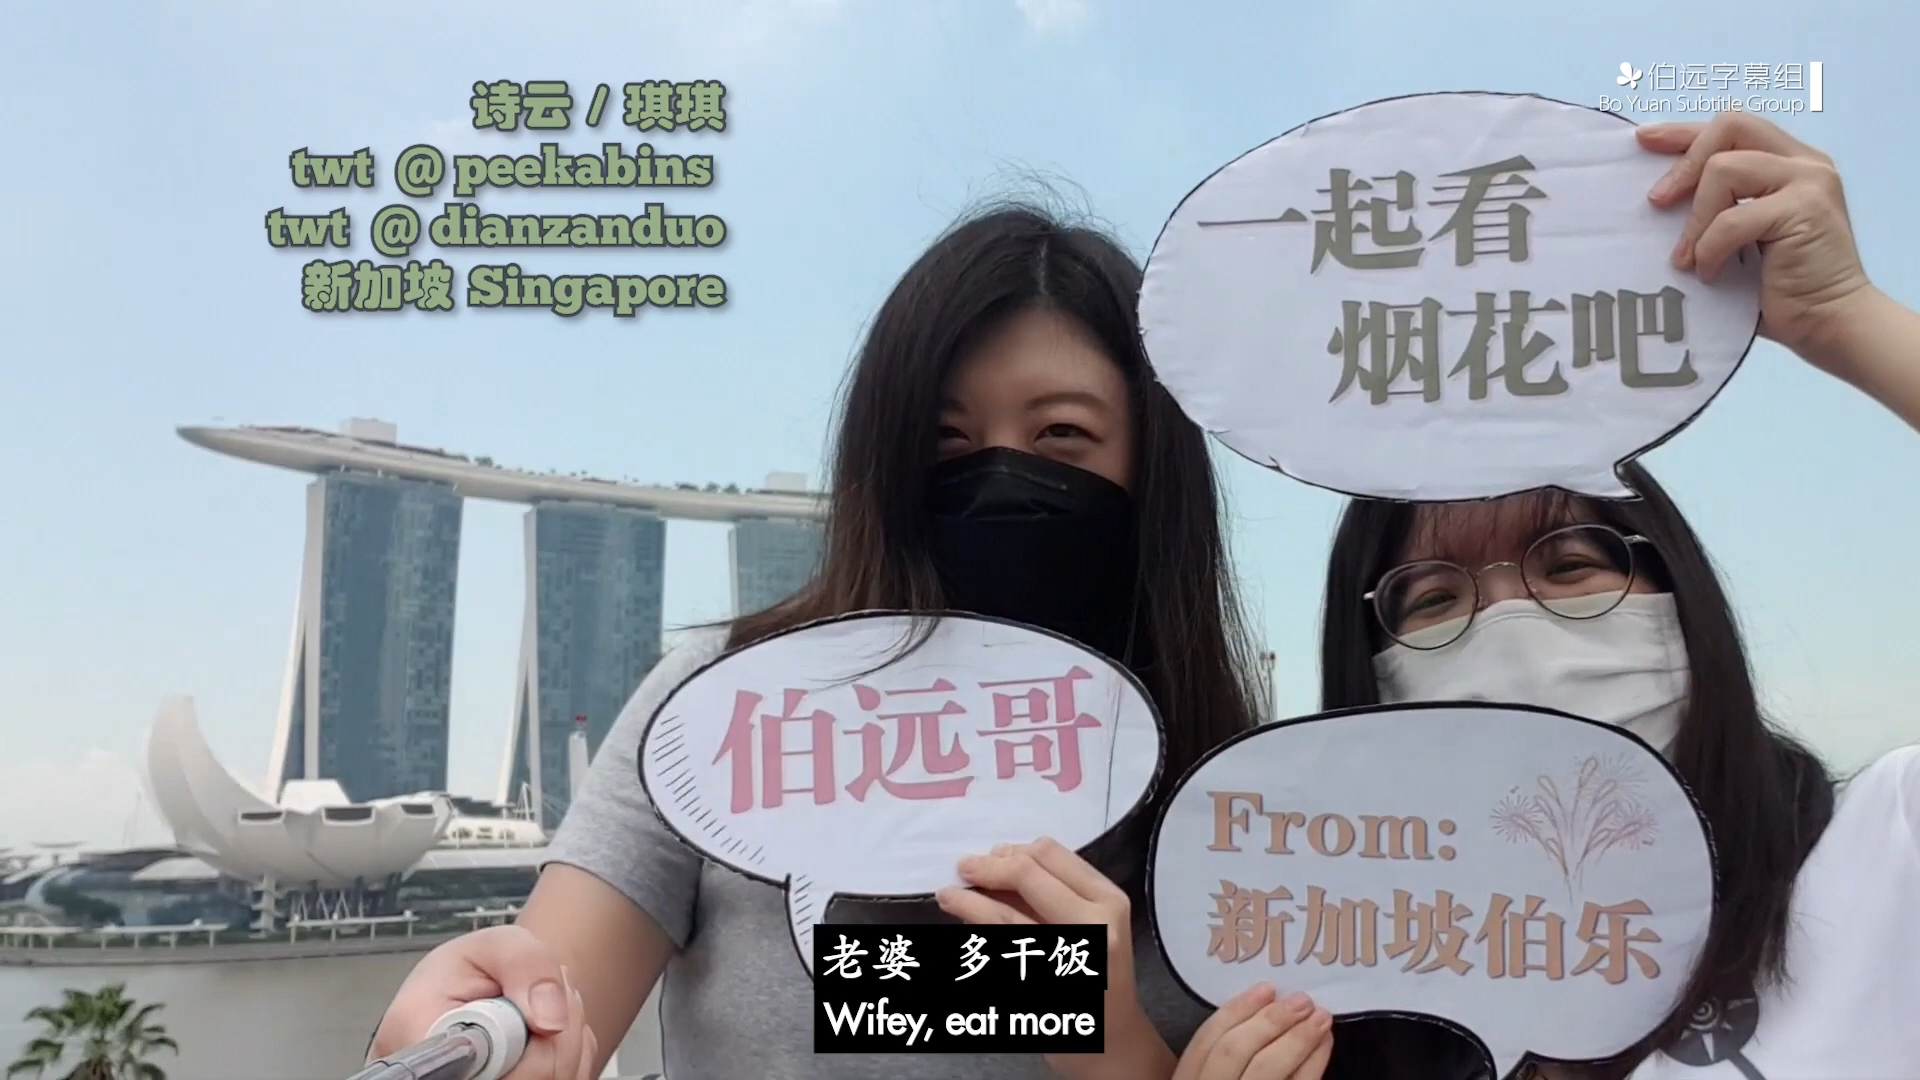 诗云 / 琪琪
twt @ peekabins
twt @ dianzanduo
新加坡 Singapore
伯远字幕组
Bo Yuan Subtitle Group
一起看
烟花吧
伯远哥
From:
新加坡伯乐
老婆 多干饭
Wifey, eat more